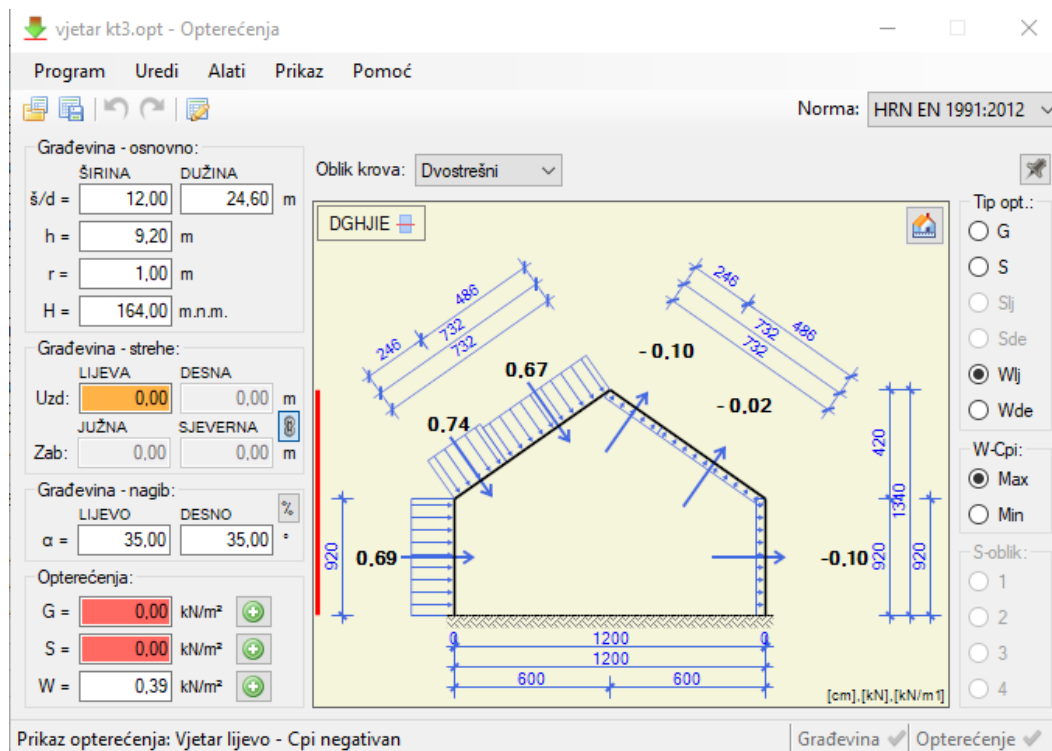 vjetar kt3.opt - Opterećenja
Program Uredi Alati Prikaz Pomoć
Norma: HRN EN 1991:2012
Građevina - osnovno:
ŠIRINA DUŽINA
š/d = 12,00 24,60 m
h = 9,20 m
r = 1,00 m
H = 164,00 m.n.m.
Građevina - strehe:
LIJEVA DESNA
Uzd: 0,00 0,00 m
JUŽNA SJEVERNA
Zab: 0,00 0,00 m
Građevina - nagib:
LIJEVO DESNO %
α = 35,00 35,00 °
Opterećenja:
G = 0,00 kN/m²
S = 0,00 kN/m²
W = 0,39 kN/m²
Oblik krova: Dvostrešni
DGHJIE
486
246
732
732
246
732
486
732
- 0.10
0.67
- 0.02
0.74
0.69
-0.10
920
420
1340
920
920
0 1200 0
1200
600 600
[cm],[kN],[kN/m1]
Tip opt.:
G
S
Slj
Sde
Wlj
Wde
W-Cpi:
Max
Min
S-oblik:
1
2
3
4
Prikaz opterećenja: Vjetar lijevo - Cpi negativan
Građevina
Opterećenje